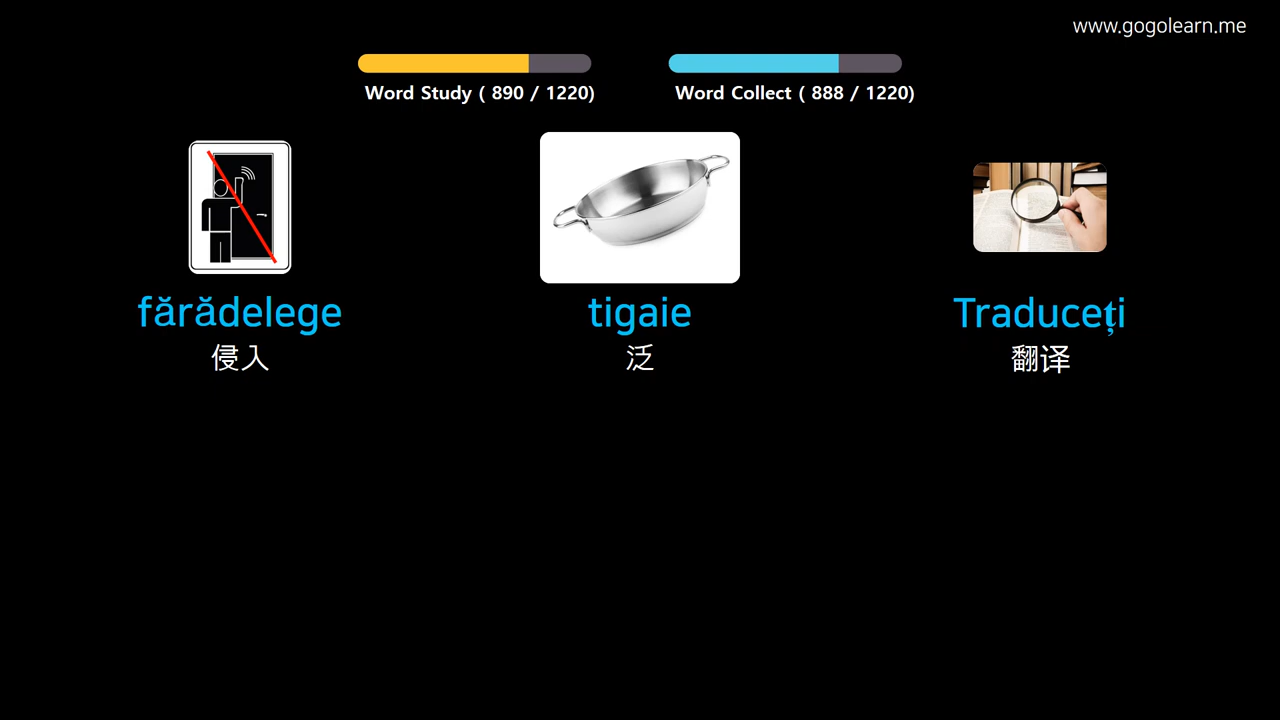 www.gogolearn.me
Word Study ( 890 / 1220)
Word Collect ( 888 / 1220)
fărădelege
tigaie
Traduceți
侵入
泛
翻译